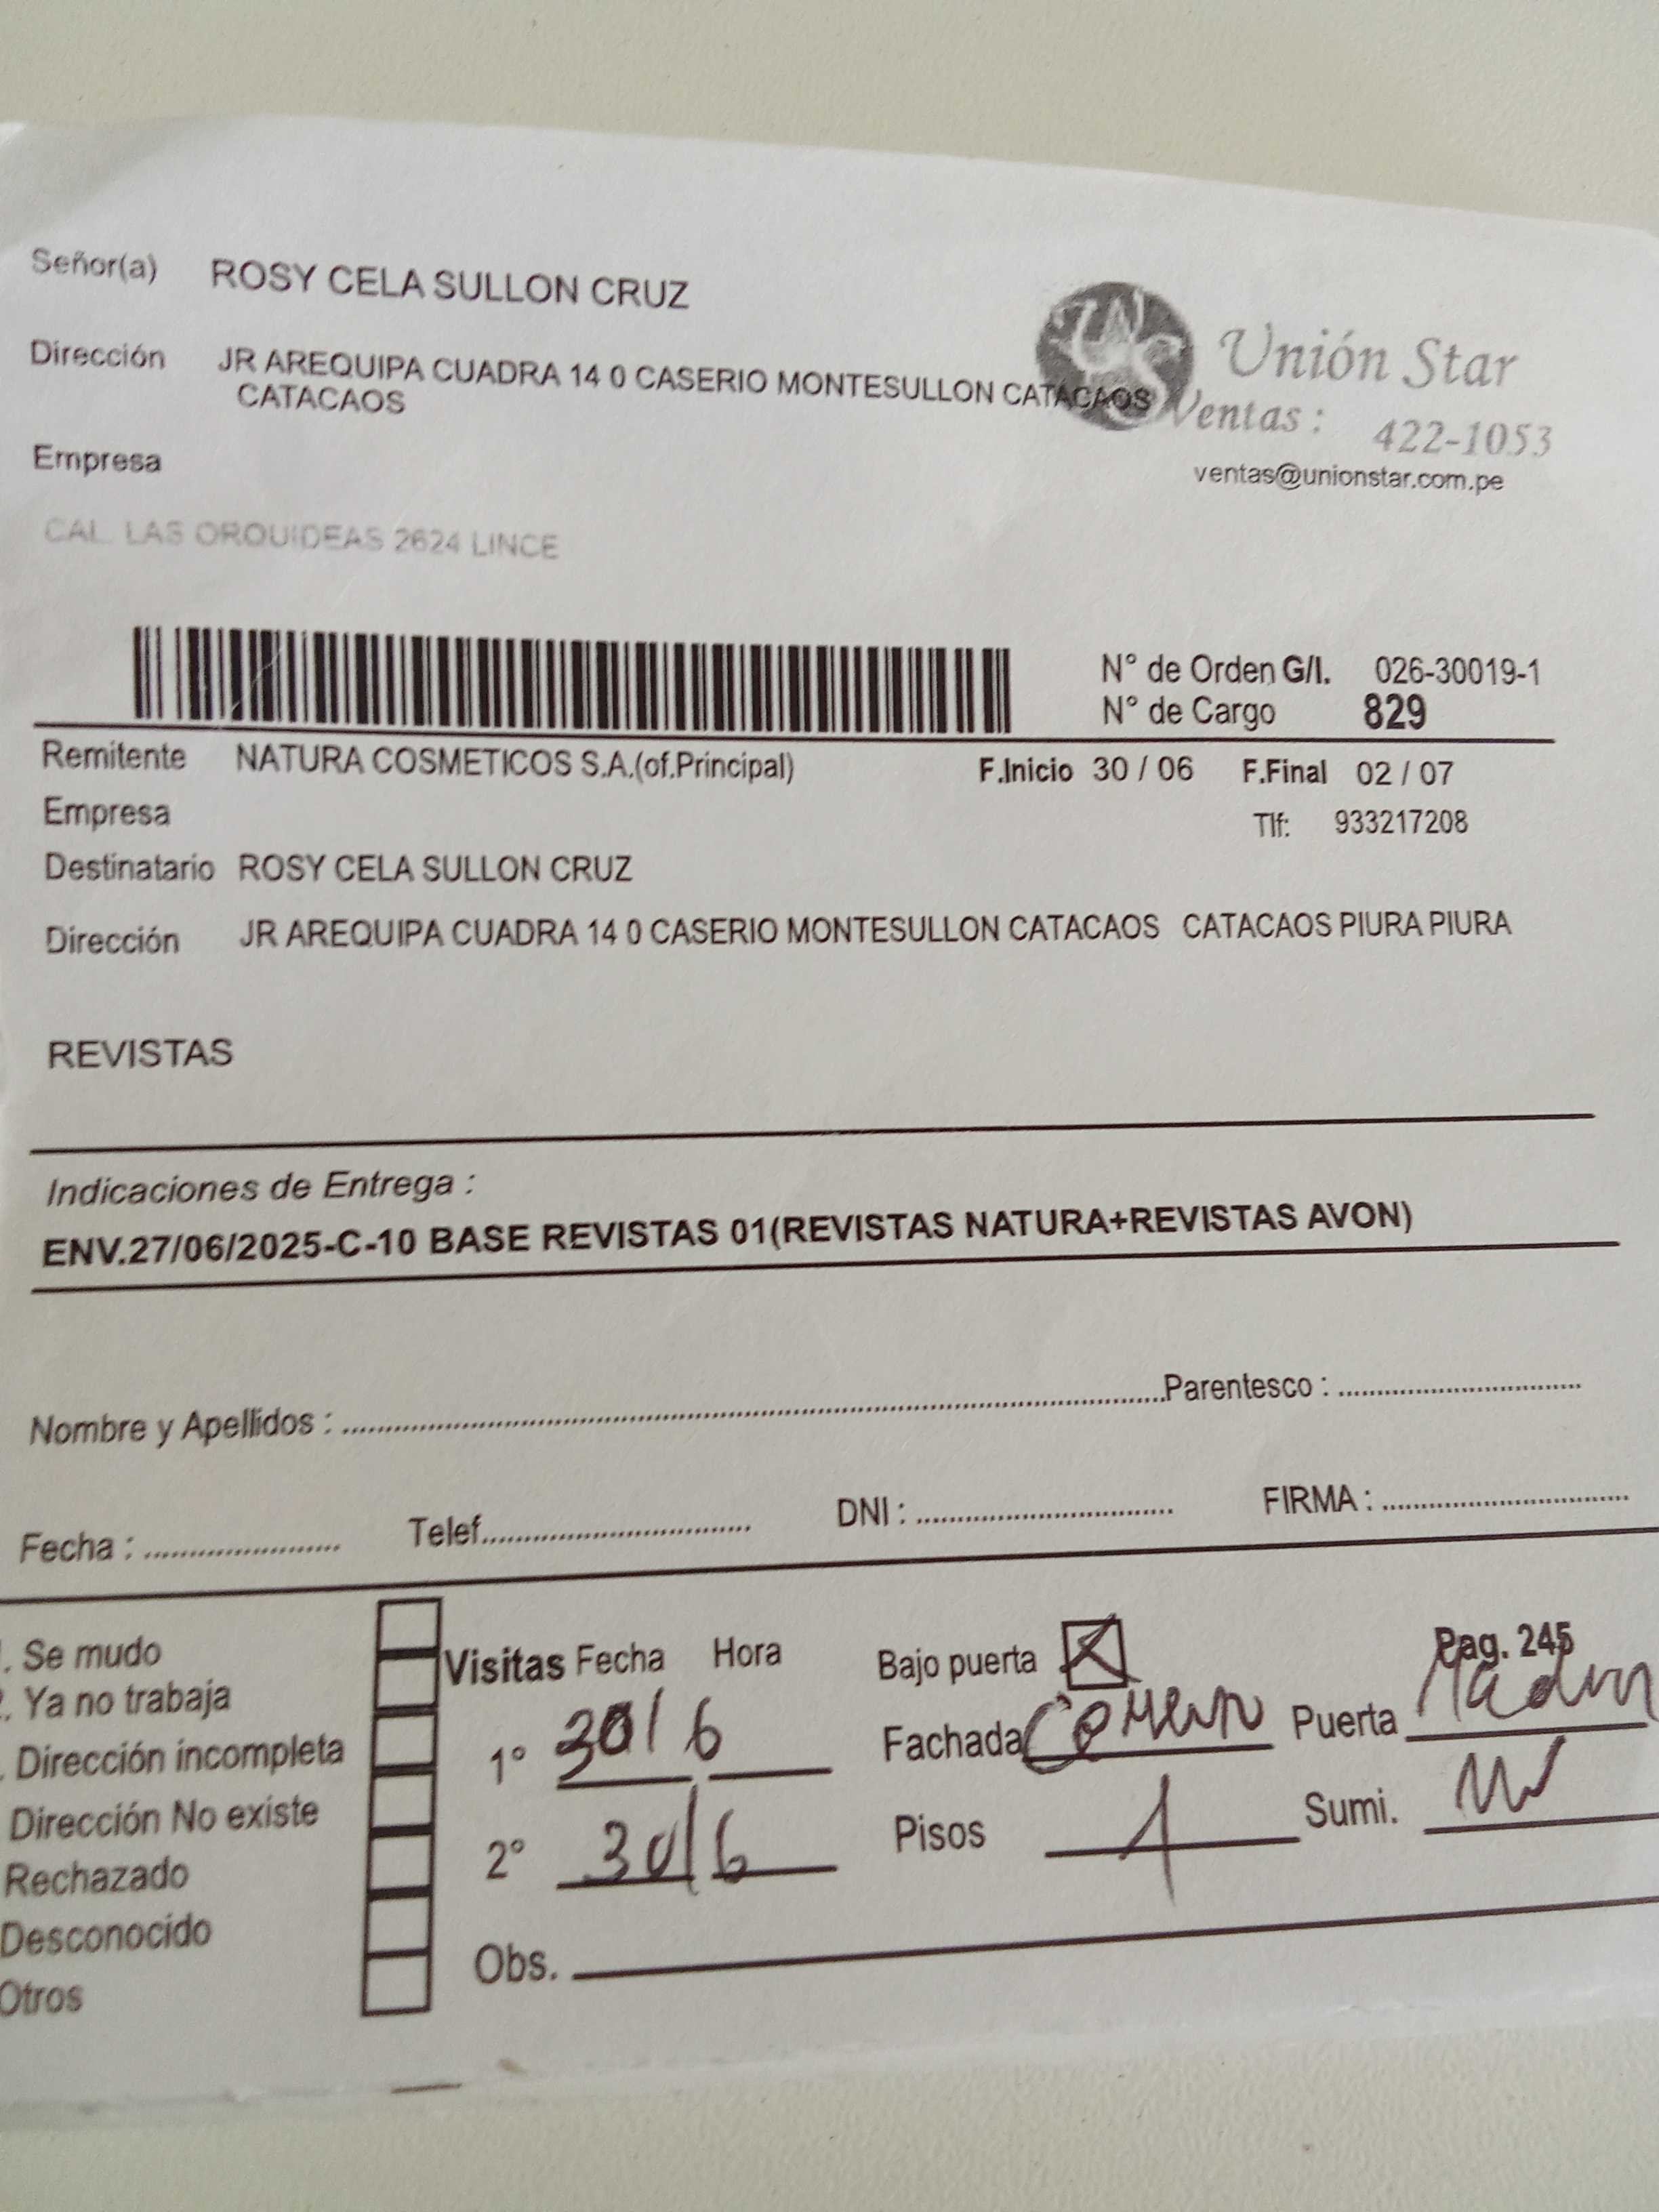 Señor(a) ROSY CELA SULLON CRUZ
Dirección JR AREQUIPA CUADRA 14 0 CASERIO MONTESULLON CATACAOS
CATACAOS
Unión Star
Ventas : 422-1053
ventas@unionstar.com.pe
Empresa
CAL. LAS ORQUIDEAS 2624 LINCE
N° de Orden G/I. 026-30019-1
N° de Cargo 829
Remitente NATURA COSMETICOS S.A.(of.Principal) F.Inicio 30 / 06 F.Final 02 / 07
Empresa Tlf: 933217208
Destinatario ROSY CELA SULLON CRUZ
Dirección JR AREQUIPA CUADRA 14 0 CASERIO MONTESULLON CATACAOS CATACAOS PIURA PIURA
REVISTAS
Indicaciones de Entrega :
ENV.27/06/2025-C-10 BASE REVISTAS 01(REVISTAS NATURA+REVISTAS AVON)
Nombre y Apellidos : Parentesco :
Fecha : Telef. DNI : FIRMA :
. Se mudo
. Ya no trabaja
. Dirección incompleta
Dirección No existe
Rechazado
Desconocido
Otros
Visitas Fecha Hora
1° 30/6
2° 30/6
Obs.
Bajo puerta Pag. 245
Fachada Puerta
Pisos 1 Sumi.